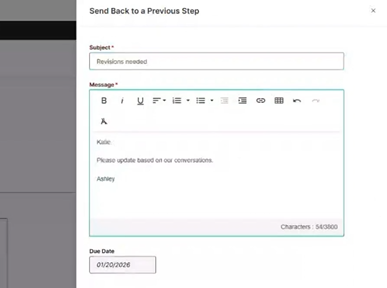 Send Back to a Previous Step
Subject *
Revisions needed
Message *
Katie:
Please update based on our conversations.
Ashley
Characters : 54/3800
Due Date
01/20/2026